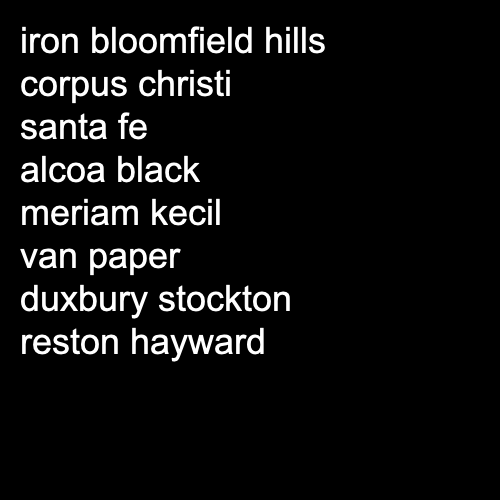 iron bloomfield hills
corpus christi
santa fe
alcoa black
meriam kecil
van paper
duxbury stockton
reston hayward